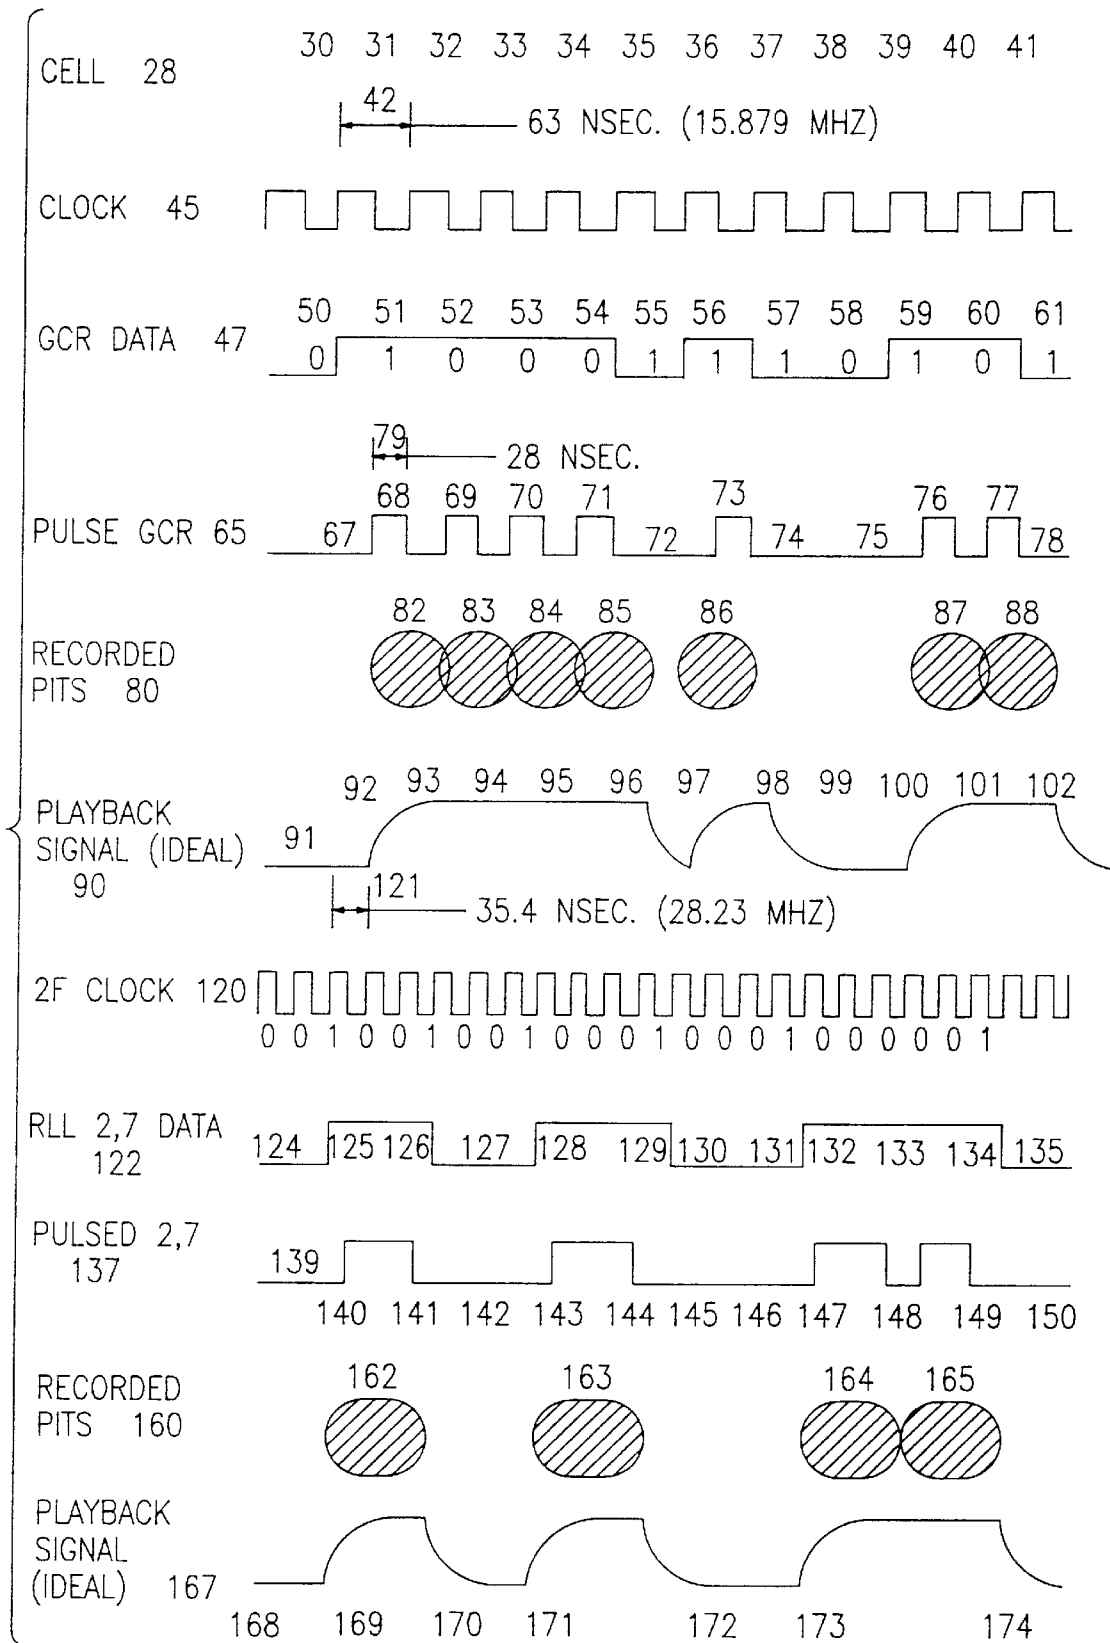 30 31 32 33 34 35 36 37 38 39 40 41
CELL 28
42
63 NSEC. (15.879 MHZ)
CLOCK 45
50 51 52 53 54 55 56 57 58 59 60 61
GCR DATA 47
0 1 0 0 0 1 1 1 0 1 0 1
79
28 NSEC.
68 69 70 71 73 76 77
PULSE GCR 65 67 72 74 75 78
82 83 84 85 86 87 88
RECORDED
PITS 80
92 93 94 95 96 97 98 99 100 101 102
PLAYBACK
SIGNAL (IDEAL) 91
90
121
35.4 NSEC. (28.23 MHZ)
2F CLOCK 120
0 0 1 0 0 1 0 0 1 0 0 0 1 0 0 0 1 0 0 0 0 0 1
RLL 2,7 DATA
122
124 125 126 127 128 129 130 131 132 133 134 135
PULSED 2,7
137
139
140 141 142 143 144 145 146 147 148 149 150
162 163 164 165
RECORDED
PITS 160
PLAYBACK
SIGNAL
(IDEAL) 167
168 169 170 171 172 173 174